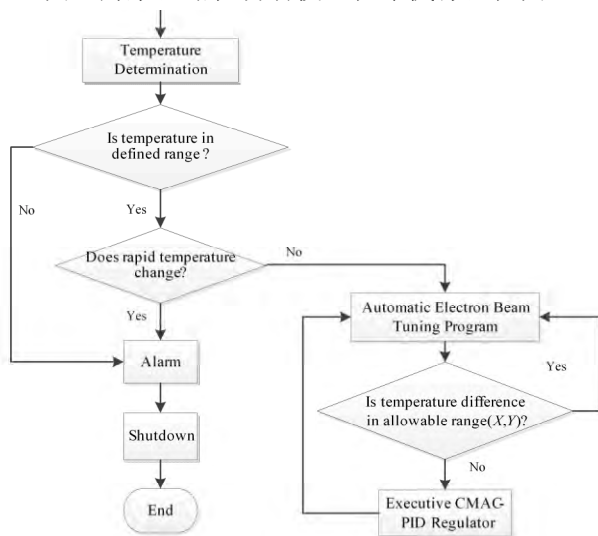 Temperature
Determination
Is temperature in
defined range ?
No
Yes
Does rapid temperature
change?
No
Yes
Automatic Electron Beam
Tuning Program
Alarm
Yes
Is temperature difference
in allowable range(X,Y)?
Shutdown
No
End
Executive CMAG-
PID Regulator